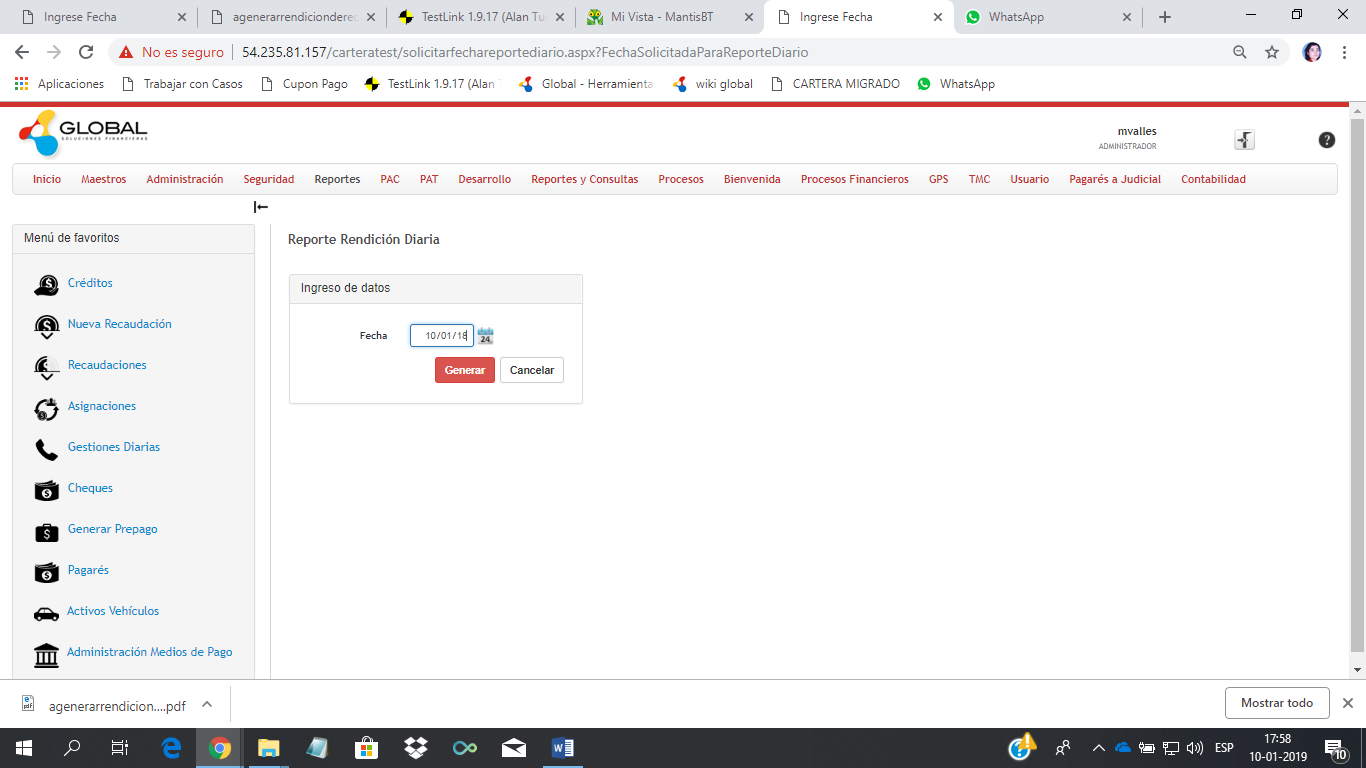 Ingrese Fecha
agenerarrendicionderec
TestLink 1.9.17 (Alan Tu
Mi Vista - MantisBT
Ingrese Fecha
WhatsApp
No es seguro | 54.235.81.157/carteratest/solicitarfechareportediario.aspx?FechaSolicitadaParaReporteDiario
Aplicaciones
Trabajar con Casos
Cupon Pago
TestLink 1.9.17 (Alan
Global - Herramienta
wiki global
CARTERA MIGRADO
WhatsApp
GLOBAL
SOLUCIONES FINANCIERAS
mvalles
ADMINISTRADOR
Inicio Maestros Administración Seguridad Reportes PAC PAT Desarrollo Reportes y Consultas Procesos Bienvenida Procesos Financieros GPS TMC Usuario Pagarés a Judicial Contabilidad
Menú de favoritos
Créditos
Nueva Recaudación
Recaudaciones
Asignaciones
Gestiones Diarias
Cheques
Generar Prepago
Pagarés
Activos Vehículos
Administración Medios de Pago
Reporte Rendición Diaria
Ingreso de datos
Fecha 10/01/18
24
Generar Cancelar
agenerarrendicion....pdf
Mostrar todo
ESP
17:58
10-01-2019
10